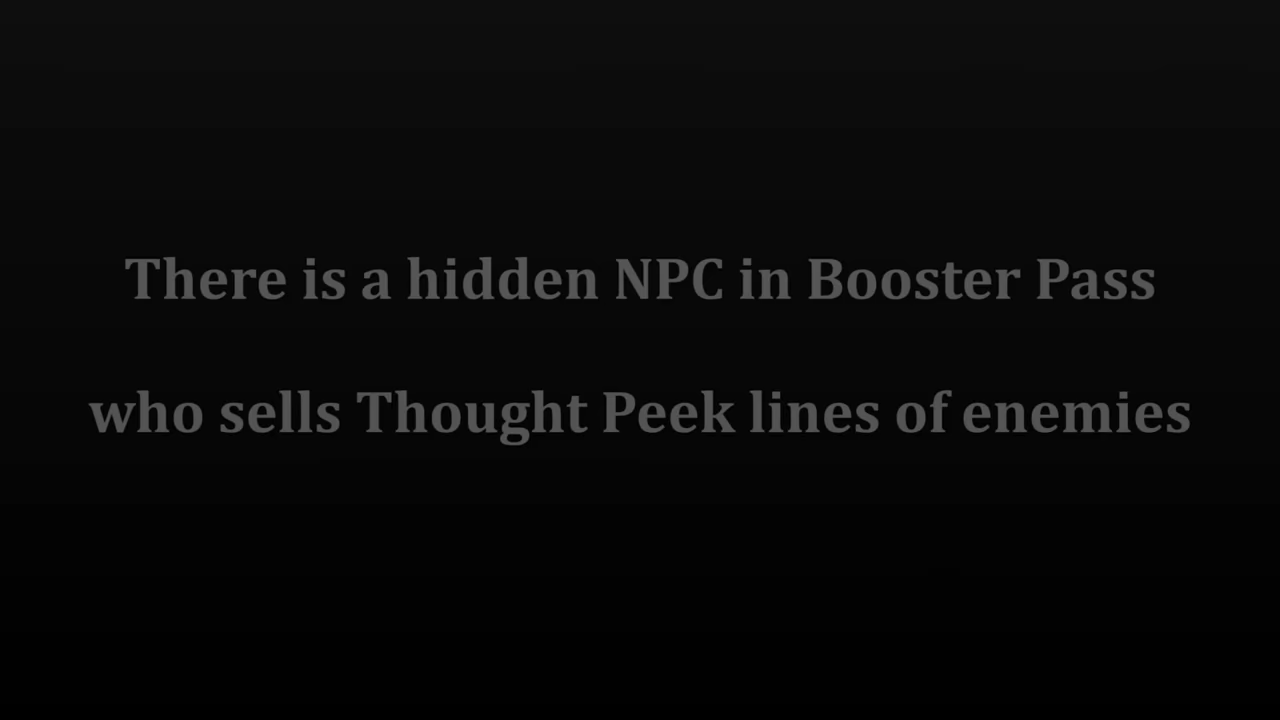 There is a hidden NPC in Booster Pass
who sells Thought Peek lines of enemies